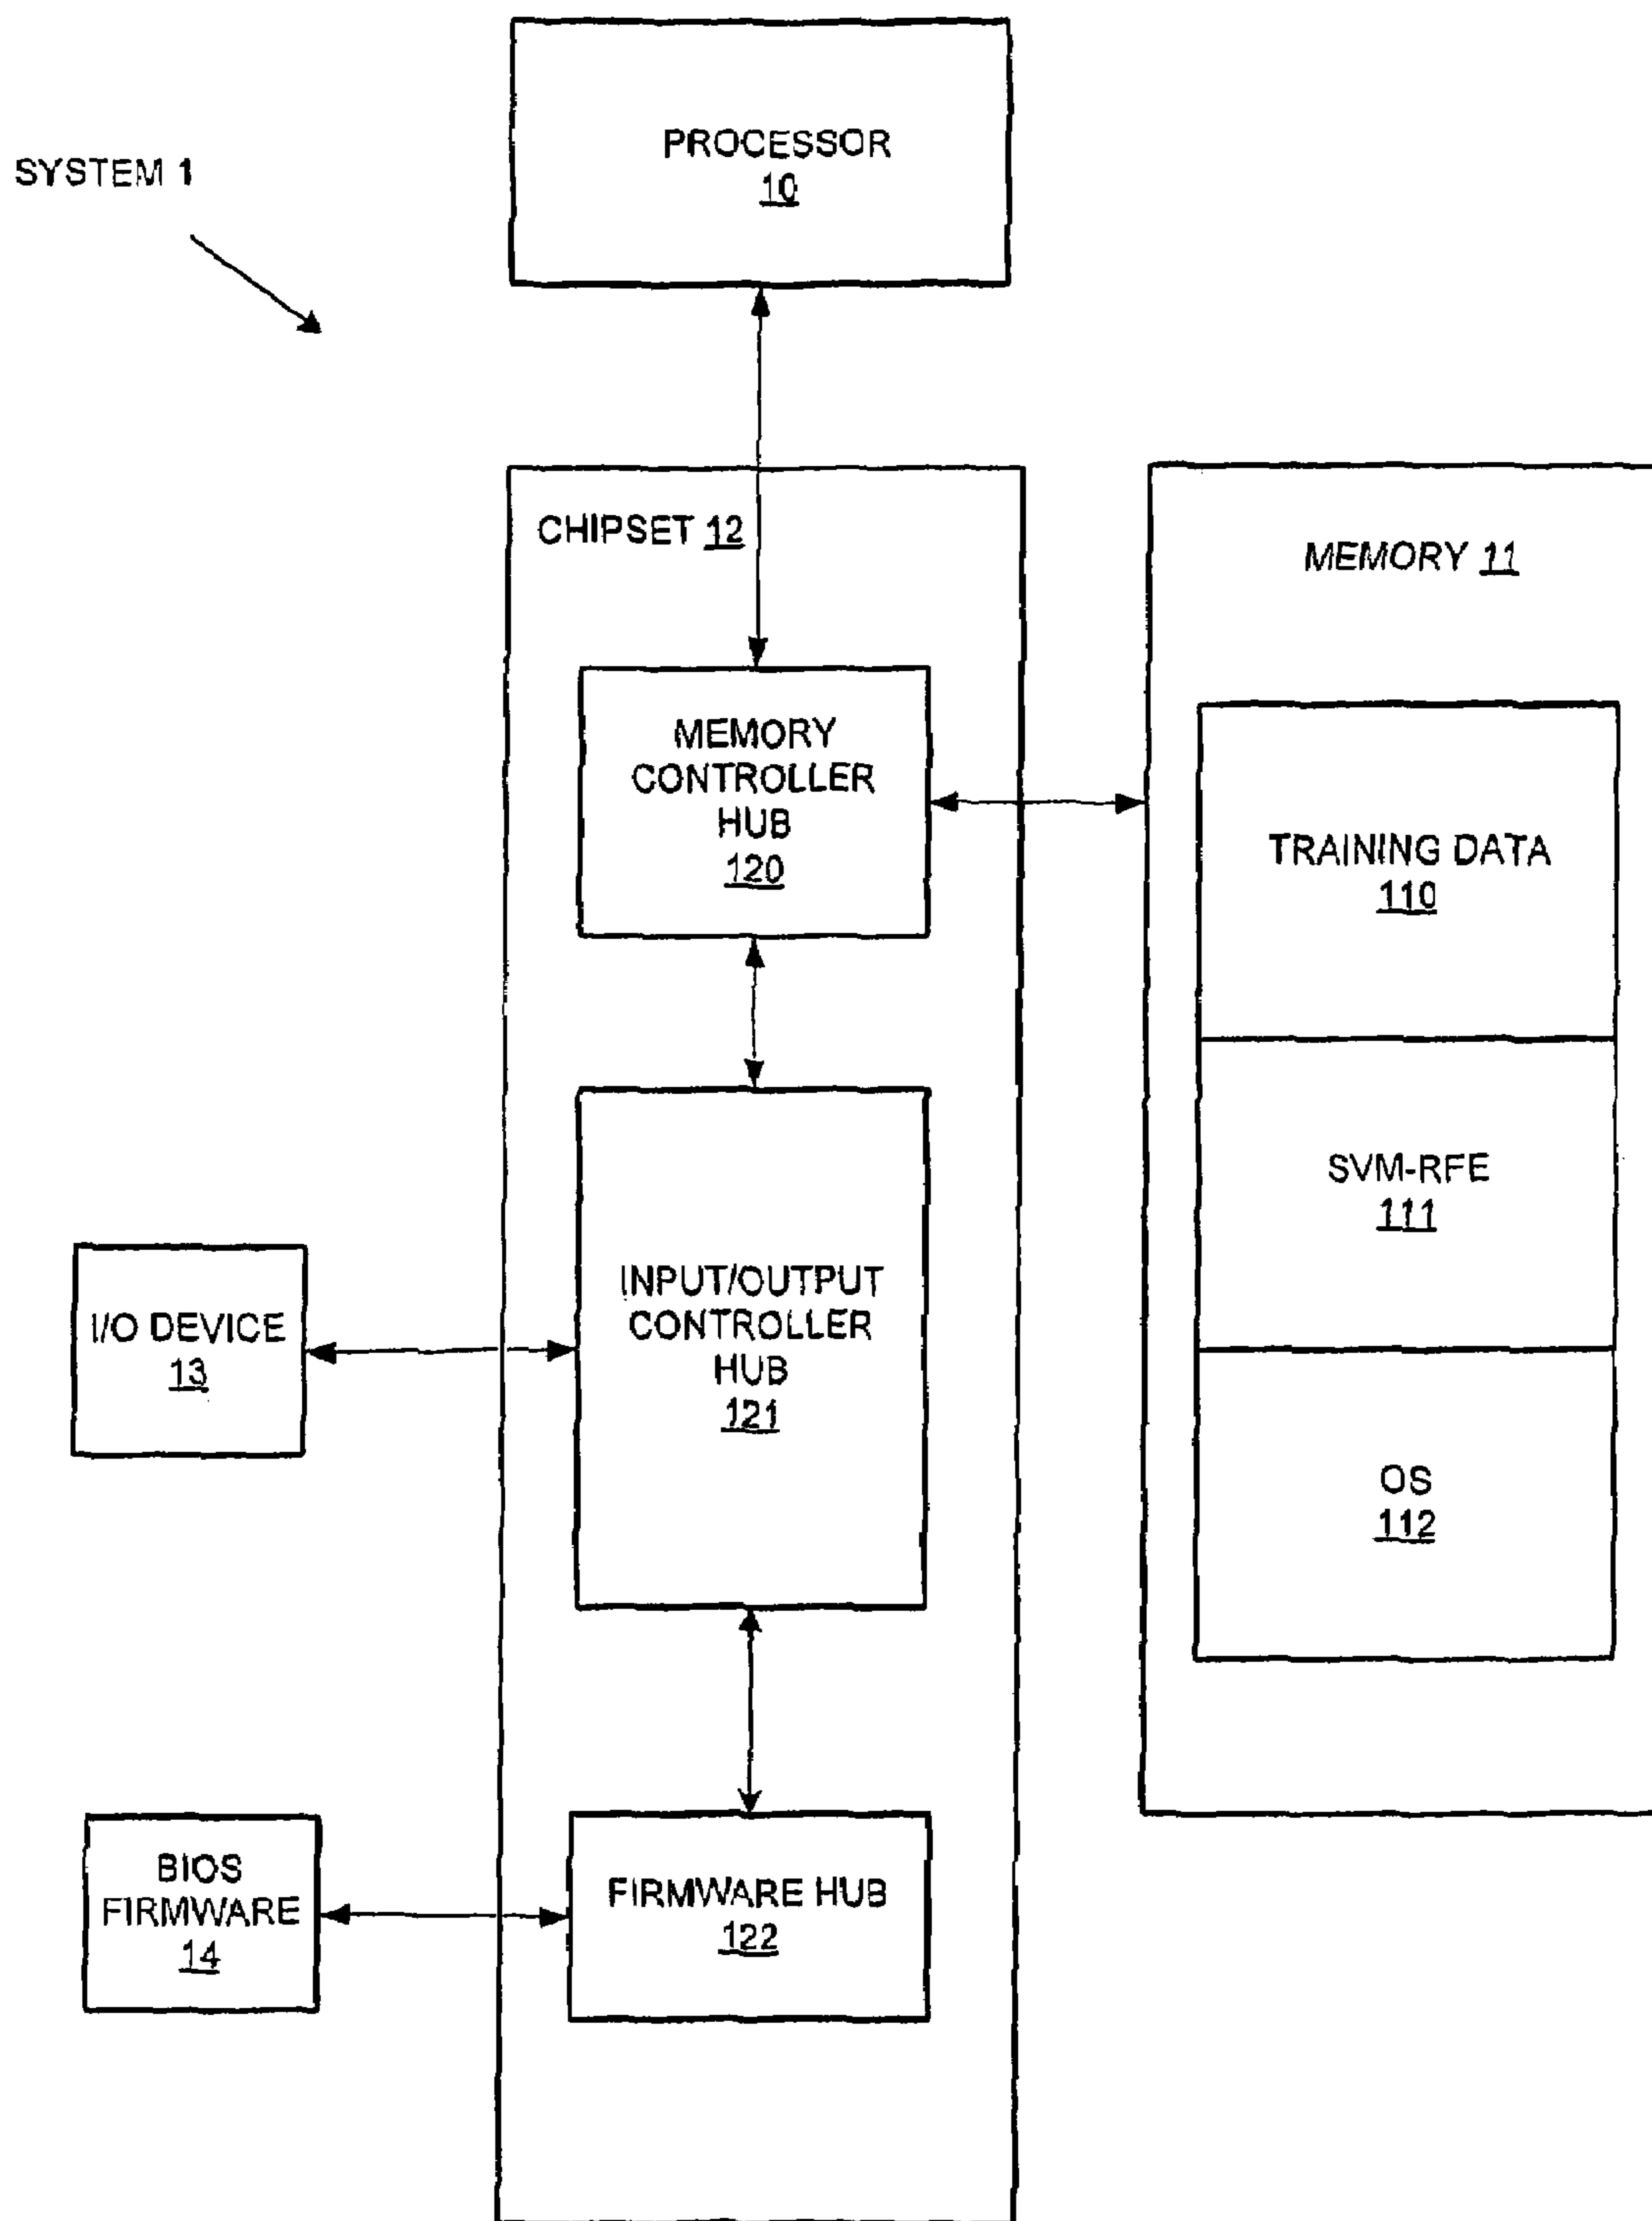 PROCESSOR
10
SYSTEM 1
CHIPSET 12
MEMORY 11
MEMORY
CONTROLLER
HUB
120
TRAINING DATA
110
SVM-RFE
111
INPUT/OUTPUT
CONTROLLER
HUB
121
I/O DEVICE
13
OS
112
BIOS
FIRMWARE
14
FIRMWARE HUB
122